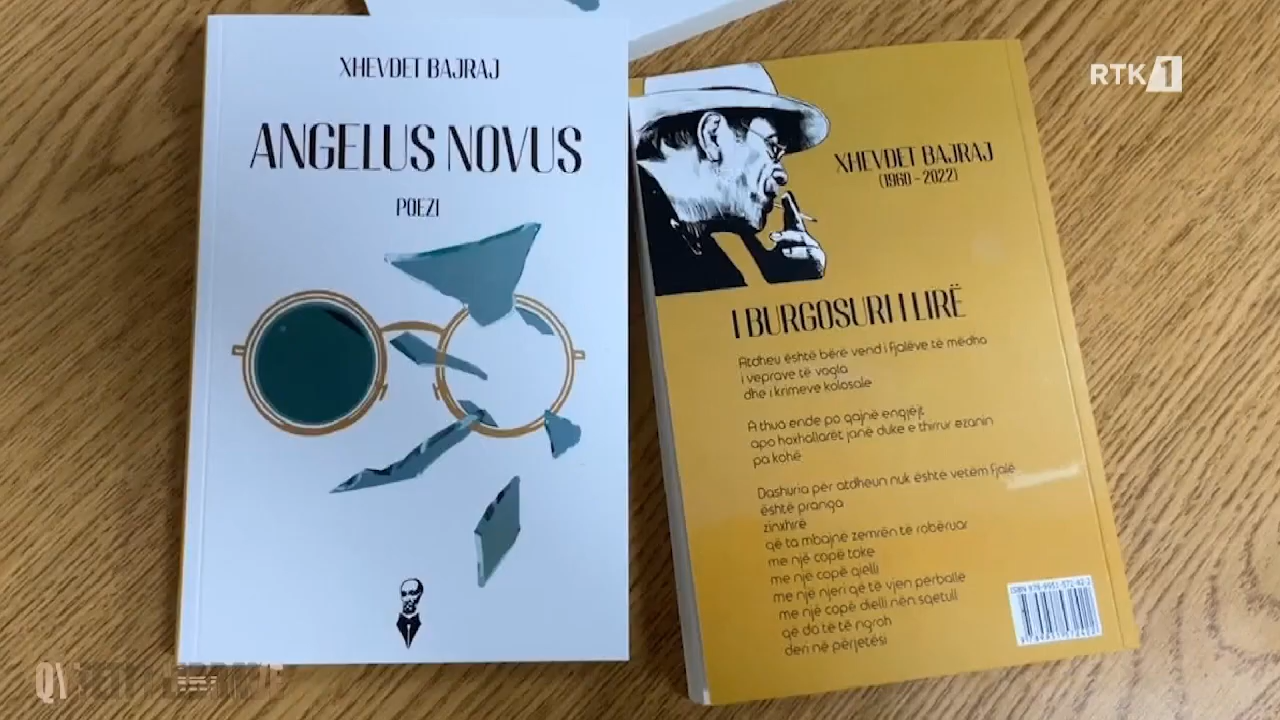 XHEVDET BAJRAJ
ANGELUS NOVUS
POEZI
RTK 1
XHEVDET BAJRAJ
(1960 - 2022)
I BURGOSURI I LIRË
Atdheu është bërë vend i fjalëve të mëdha
i veprave të vogla
dhe i krimeve kolosale
A thua ende po qajnë engjëjt
apo hoxhallarët janë duke e thirrur ezanin
pa kohë
Dashuria për atdheun nuk është vetëm fjalë
është pranga
zinxhirë
që ta mbajnë zemrën të robëruar
me një copë toke
me një copë qielli
me një njeri që të vjen përballë
me një copë dielli nën sqetull
që do të të ngroh
deri në përjetësi